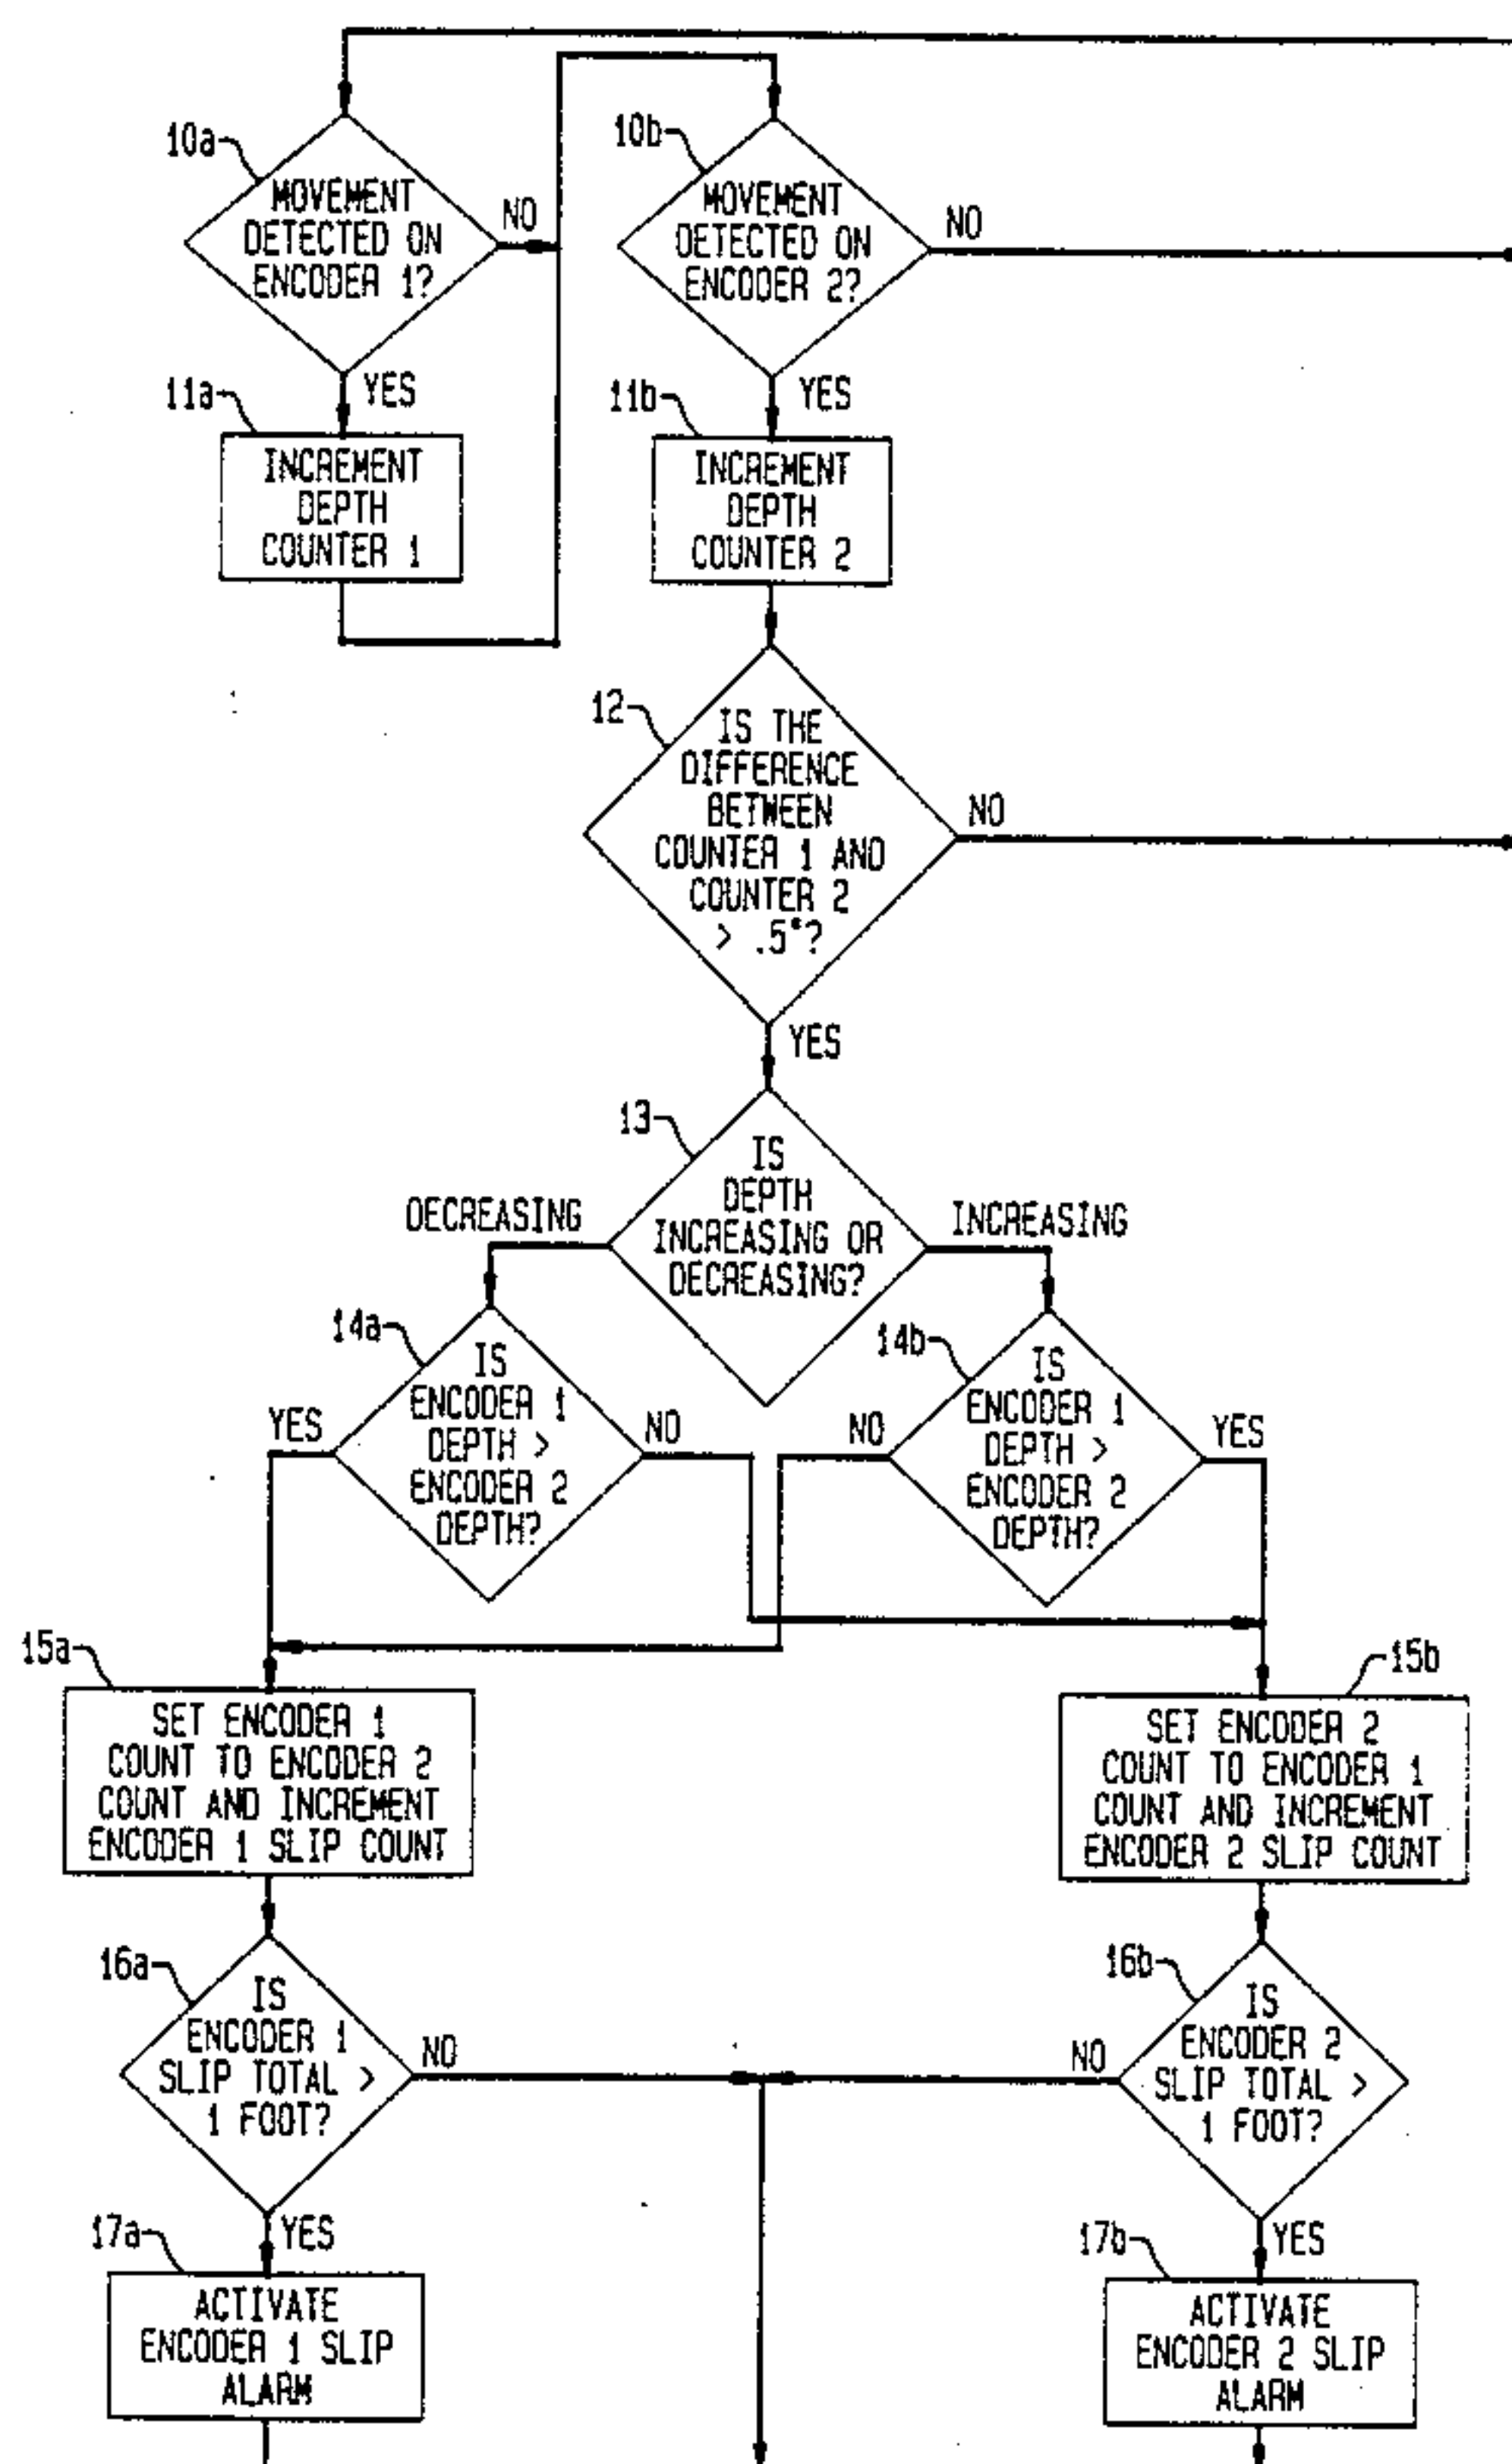 10a
MOVEMENT
DETECTED ON
ENCODER 1?
NO
YES
11a
INCREMENT
DEPTH
COUNTER 1
10b
MOVEMENT
DETECTED ON
ENCODER 2?
NO
YES
11b
INCREMENT
DEPTH
COUNTER 2
12
IS THE
DIFFERENCE
BETWEEN
COUNTER 1 AND
COUNTER 2
> .5"?
NO
YES
13
IS
DEPTH
INCREASING OR
DECREASING?
DECREASING
INCREASING
14a
IS
ENCODER 1
DEPTH >
ENCODER 2
DEPTH?
YES
NO
14b
IS
ENCODER 1
DEPTH >
ENCODER 2
DEPTH?
NO
YES
15a
SET ENCODER 1
COUNT TO ENCODER 2
COUNT AND INCREMENT
ENCODER 1 SLIP COUNT
15b
SET ENCODER 2
COUNT TO ENCODER 1
COUNT AND INCREMENT
ENCODER 2 SLIP COUNT
16a
IS
ENCODER 1
SLIP TOTAL >
1 FOOT?
NO
YES
16b
IS
ENCODER 2
SLIP TOTAL >
1 FOOT?
NO
YES
17a
ACTIVATE
ENCODER 1 SLIP
ALARM
17b
ACTIVATE
ENCODER 2 SLIP
ALARM